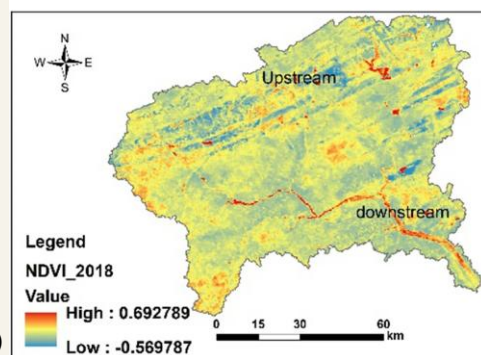 N
W E
S
Upstream
downstream
Legend
NDVI_2018
Value
High : 0.692789
Low : -0.569787
0 15 30 60
km
)